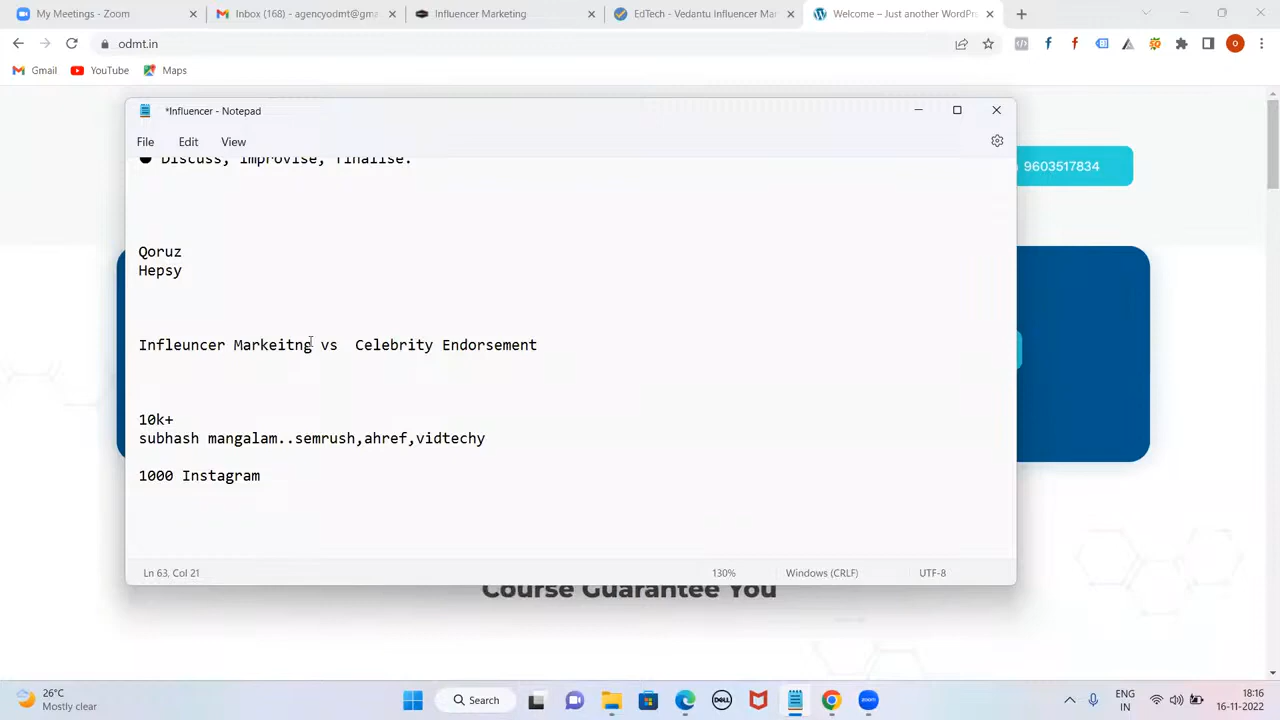 My Meetings - Zoom
Inbox (168) - agencyodmt@gm
Influencer Marketing
EdTech - Vedantu Influencer Mar
Welcome – Just another WordPr
odmt.in
Gmail
YouTube
Maps
*Influencer - Notepad
File Edit View
● Discuss, improvise, finalise.
9603517834
Qoruz
Hepsy
Infleuncer Markeitng vs  Celebrity Endorsement
10k+
subhash mangalam..semrush,ahref,vidtechy
1000 Instagram
Ln 63, Col 21
130%
Windows (CRLF)
UTF-8
Course Guarantee You
26°C
Mostly clear
Search
DELL
zoom
ENG
IN
18:16
16-11-2022